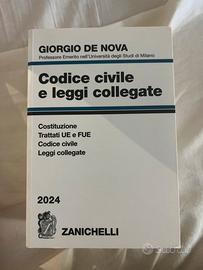 GIORGIO DE NOVA
Professore Emerito nell'Università degli Studi di Milano
Codice civile
e leggi collegate
Costituzione
Trattati UE e FUE
Codice civile
Leggi collegate
2024
ZANICHELLI
subito